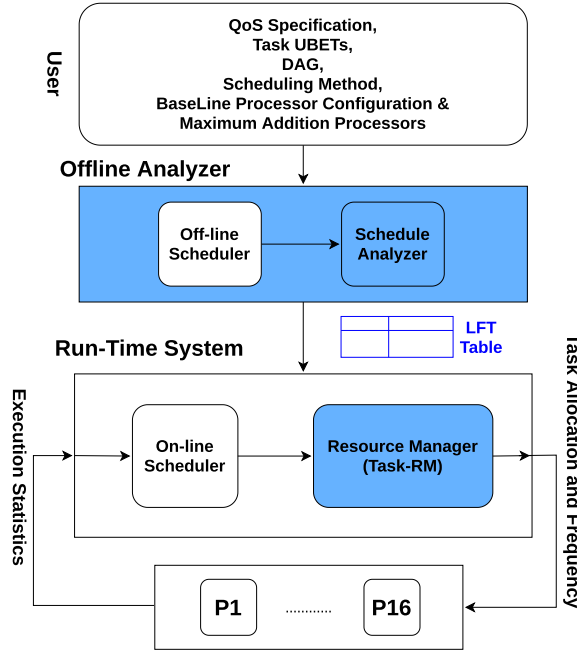 User
QoS Specification,
Task UBETs,
DAG,
Scheduling Method,
BaseLine Processor Configuration &
Maximum Addition Processors
Offline Analyzer
Off-line
Scheduler
Schedule
Analyzer
LFT
Table
Run-Time System
Execution Statistics
On-line
Scheduler
Resource Manager
(Task-RM)
Task Allocation and Frequency
P1
............
P16